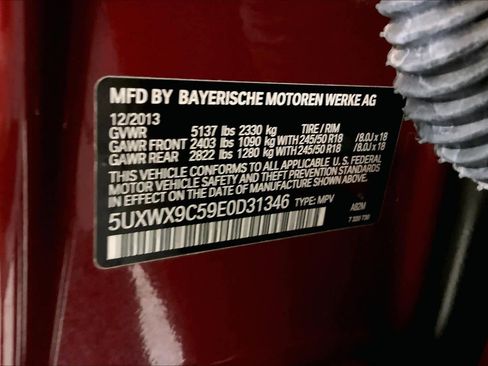 MFD BY BAYERISCHE MOTOREN WERKE AG
12/2013
GVWR 5137 lbs 2330 kg TIRE / RIM
GAWR FRONT 2403 lbs 1090 kg WITH 245/50 R18 /8.0J x 18
GAWR REAR 2822 lbs 1280 kg WITH 245/50 R18 /8.0J x 18
THIS VEHICLE CONFORMS TO ALL APPLICABLE U. S. FEDERAL
MOTOR VEHICLE SAFETY AND THEFT PREVENTION STANDARDS
IN EFFECT ON THE DATE OF MANUFACTURE SHOWN ABOVE.
5UXWX9C59E0D31346 TYPE: MPV
A82M